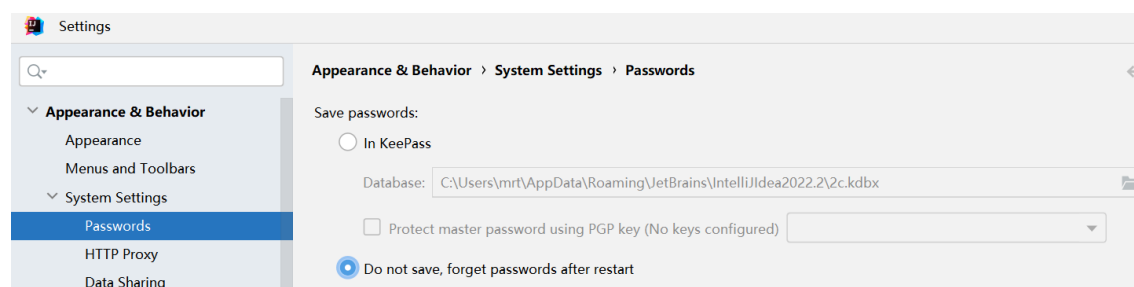 Settings
Appearance & Behavior
Appearance
Menus and Toolbars
System Settings
Passwords
HTTP Proxy
Data Sharing
Appearance & Behavior › System Settings › Passwords
Save passwords:
In KeePass
Database: C:\Users\mrt\AppData\Roaming\JetBrains\IntelliJIdea2022.2\2c.kdbx
Protect master password using PGP key (No keys configured)
Do not save, forget passwords after restart